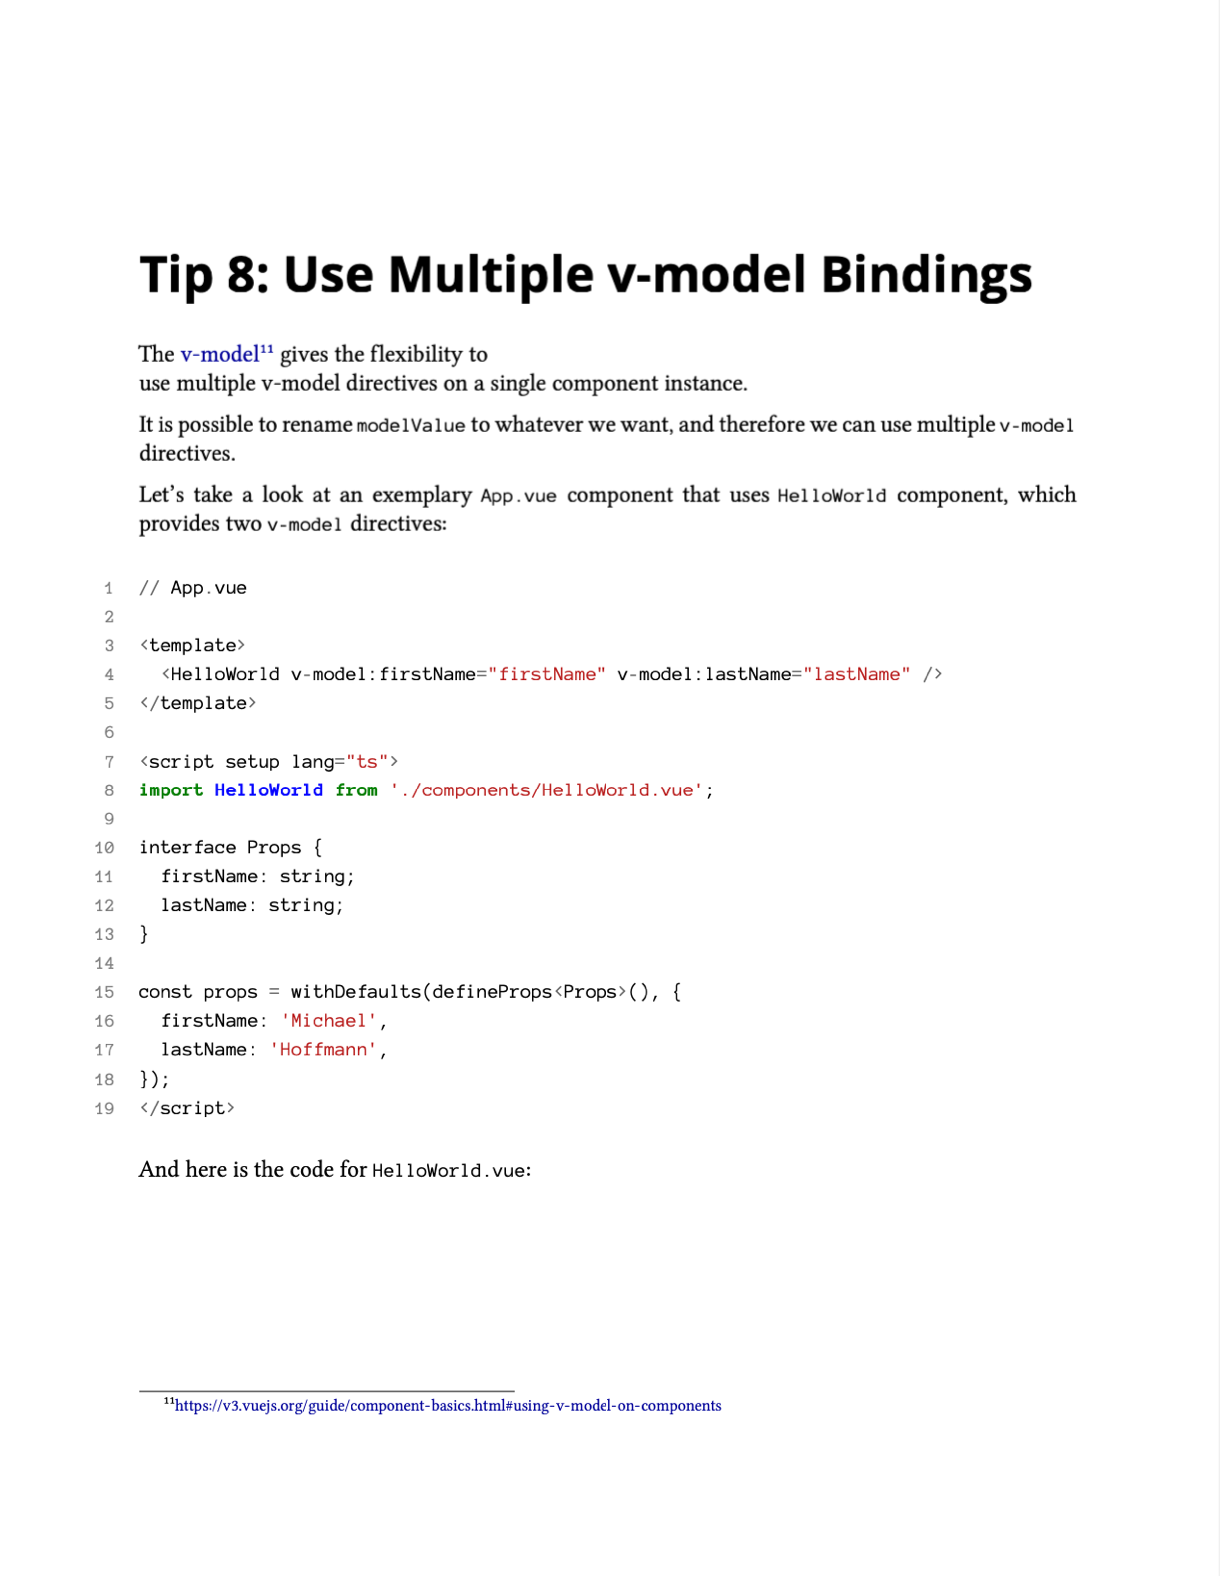 Tip 8: Use Multiple v-model Bindings
The v-model¹¹ gives the flexibility to
use multiple v-model directives on a single component instance.
It is possible to rename modelValue to whatever we want, and therefore we can use multiple v-model
directives.
Let’s take a look at an exemplary App.vue component that uses HelloWorld component, which
provides two v-model directives:
1 // App.vue
2
3 <template>
4   <HelloWorld v-model:firstName="firstName" v-model:lastName="lastName" />
5 </template>
6
7 <script setup lang="ts">
8 import HelloWorld from './components/HelloWorld.vue';
9
10 interface Props {
11   firstName: string;
12   lastName: string;
13 }
14
15 const props = withDefaults(defineProps<Props>(), {
16   firstName: 'Michael',
17   lastName: 'Hoffmann',
18 });
19 </script>
And here is the code for HelloWorld.vue:
¹¹https://v3.vuejs.org/guide/component-basics.html#using-v-model-on-components